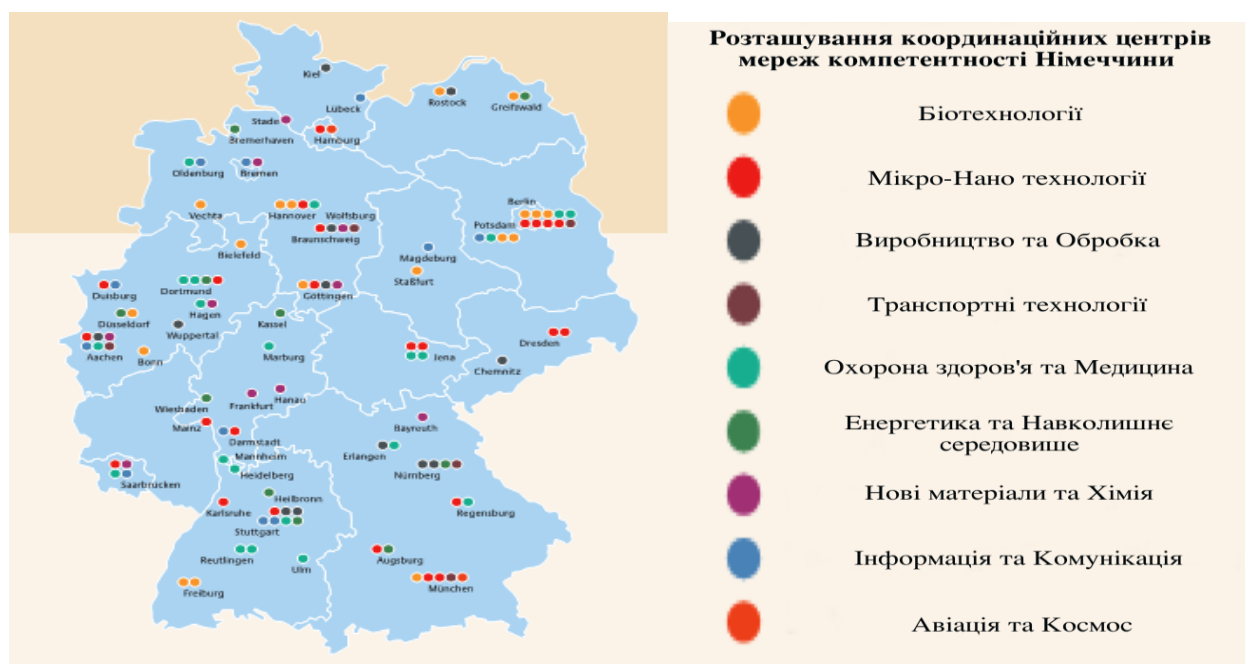 Розташування координаційних центрів
мереж компетентності Німеччини
Біотехнології
Мікро-Нано технології
Виробництво та Обробка
Транспортні технології
Охорона здоров'я та Медицина
Енергетика та Навколишнє
середовише
Нові матеріали та Хімія
Інформація та Комунікація
Авіація та Космос
Kiel
Lübeck
Rostock
Greifswald
Stade
Bremerhaven
Hamburg
Oldenburg
Bremen
Vechta
Hannover
Wolfsburg
Braunschweig
Berlin
Potsdam
Bielefeld
Magdeburg
Staßfurt
Duisburg
Dortmund
Göttingen
Hagen
Düsseldorf
Wuppertal
Kassel
Aachen
Bonn
Marburg
Jena
Dresden
Chemnitz
Wiesbaden
Frankfurt
Hanau
Mainz
Darmstadt
Bayreuth
Mannheim
Erlangen
Heidelberg
Nürnberg
Saarbrücken
Heilbronn
Karlsruhe
Regensburg
Stuttgart
Reutlingen
Ulm
Augsburg
Freiburg
München